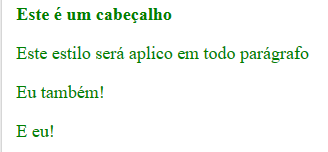 Este é um cabeçalho
Este estilo será aplico em todo parágrafo
Eu também!
E eu!